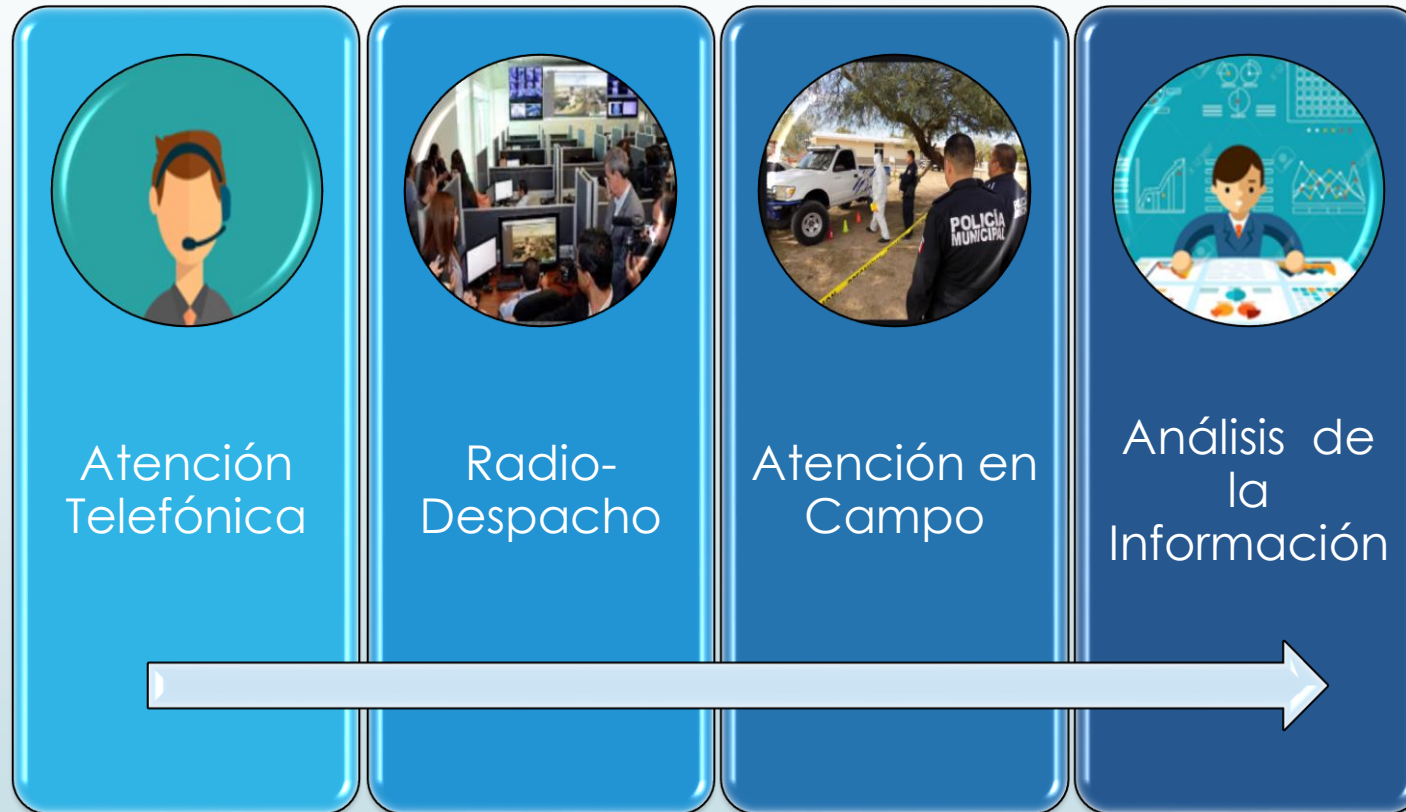 POLICÍA
MUNICIPAL
Atención
Telefónica
Radio-
Despacho
Atención en
Campo
Análisis de
la
Información